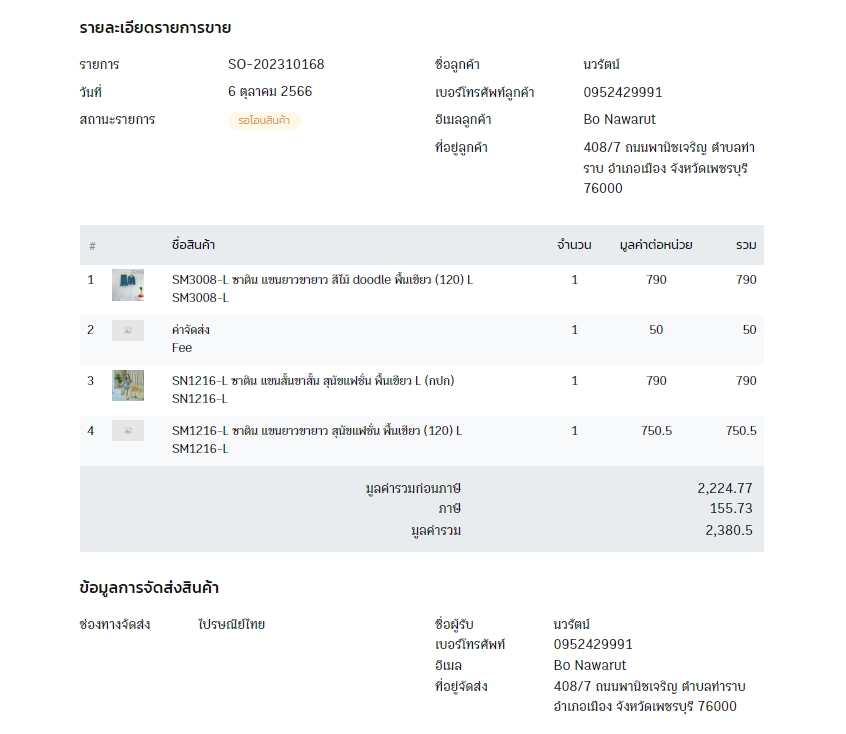 รายละเอียดรายการขาย
รายการ SO-202310168
วันที่ 6 ตุลาคม 2566
สถานะรายการ รอโอนสินค้า
ชื่อลูกค้า นวรัตน์
เบอร์โทรศัพท์ลูกค้า 0952429991
อีเมลลูกค้า Bo Nawarut
ที่อยู่ลูกค้า 408/7 ถนนพานิชเจริญ ตำบลท่า
ราบ อำเภอเมือง จังหวัดเพชรบุรี
76000
# ชื่อสินค้า จำนวน มูลค่าต่อหน่วย รวม
1 SM3008-L ซาติน แขนยาวขายาว สีไม้ doodle พื้นเขียว (120) L 1 790 790
SM3008-L
2 ค่าจัดส่ง 1 50 50
Fee
3 SN1216-L ซาติน แขนสั้นขาสั้น สุนัขแฟชั่น พื้นเขียว L (กปก) 1 790 790
SN1216-L
4 SM1216-L ซาติน แขนยาวขายาว สุนัขแฟชั่น พื้นเขียว (120) L 1 750.5 750.5
SM1216-L
มูลค่ารวมก่อนภาษี 2,224.77
ภาษี 155.73
มูลค่ารวม 2,380.5
ข้อมูลการจัดส่งสินค้า
ช่องทางจัดส่ง ไปรษณีย์ไทย
ชื่อผู้รับ นวรัตน์
เบอร์โทรศัพท์ 0952429991
อีเมล Bo Nawarut
ที่อยู่จัดส่ง 408/7 ถนนพานิชเจริญ ตำบลท่าราบ
อำเภอเมือง จังหวัดเพชรบุรี 76000